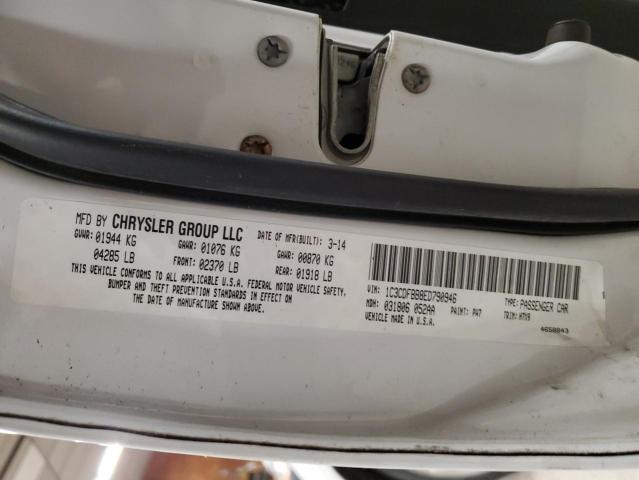 MFD BY CHRYSLER GROUP LLC
DATE OF MFR(BUILT): 3-14
GVWR: 01944 KG
GAWR: 01076 KG
GAWR: 00870 KG
04285 LB
FRONT: 02370 LB
REAR: 01918 LB
THIS VEHICLE CONFORMS TO ALL APPLICABLE U.S.A. FEDERAL MOTOR VEHICLE SAFETY,
BUMPER AND THEFT PREVENTION STANDARDS IN EFFECT ON
THE DATE OF MANUFACTURE SHOWN ABOVE.
VIN: 1C3CDFBB8ED790946
TYPE: PASSENGER CAR
MDH: 031806 052AA
PAINT: PW7
TRIM: HTX9
VEHICLE MADE IN U.S.A.
4658843